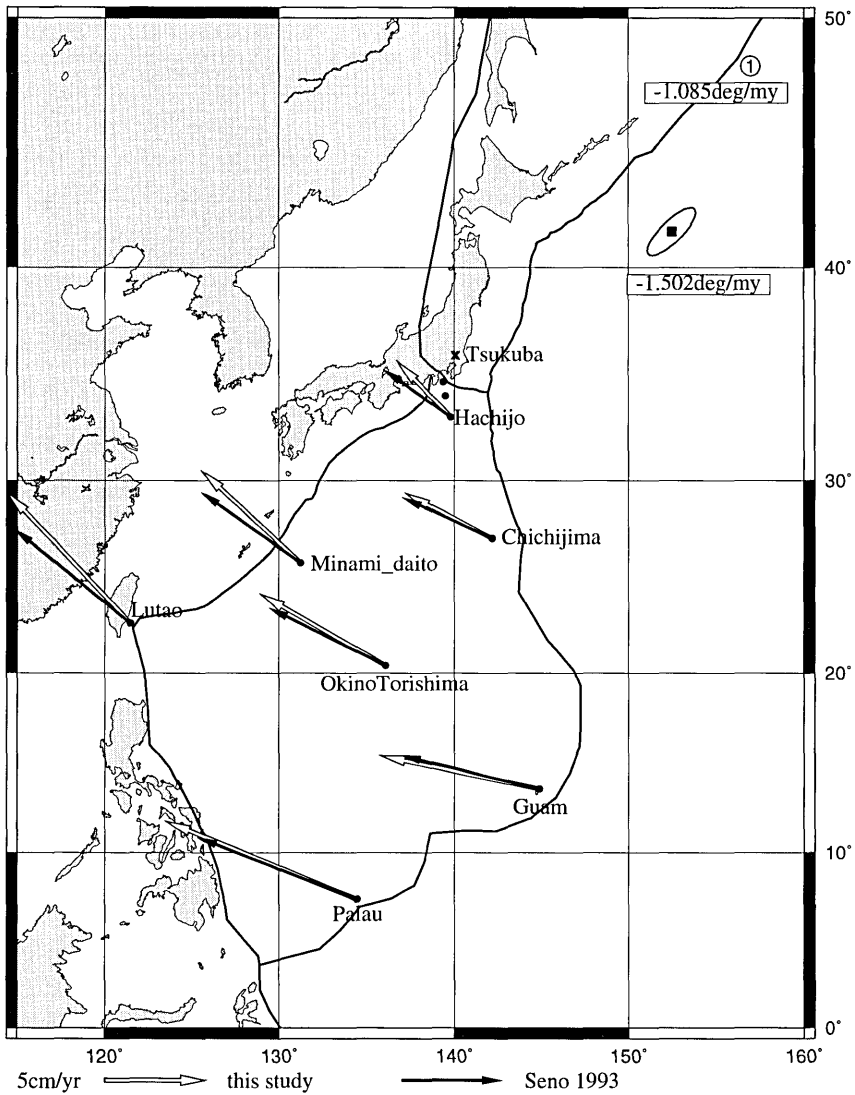 50˚
①
-1.085deg/my
40˚
-1.502deg/my
Tsukuba
Hachijo
30˚
Chichijima
Minami_daito
Lutao
20˚
OkinoTorishima
Guam
10˚
Palau
0˚
120˚ 130˚ 140˚ 150˚ 160˚
5cm/yr this study Seno 1993